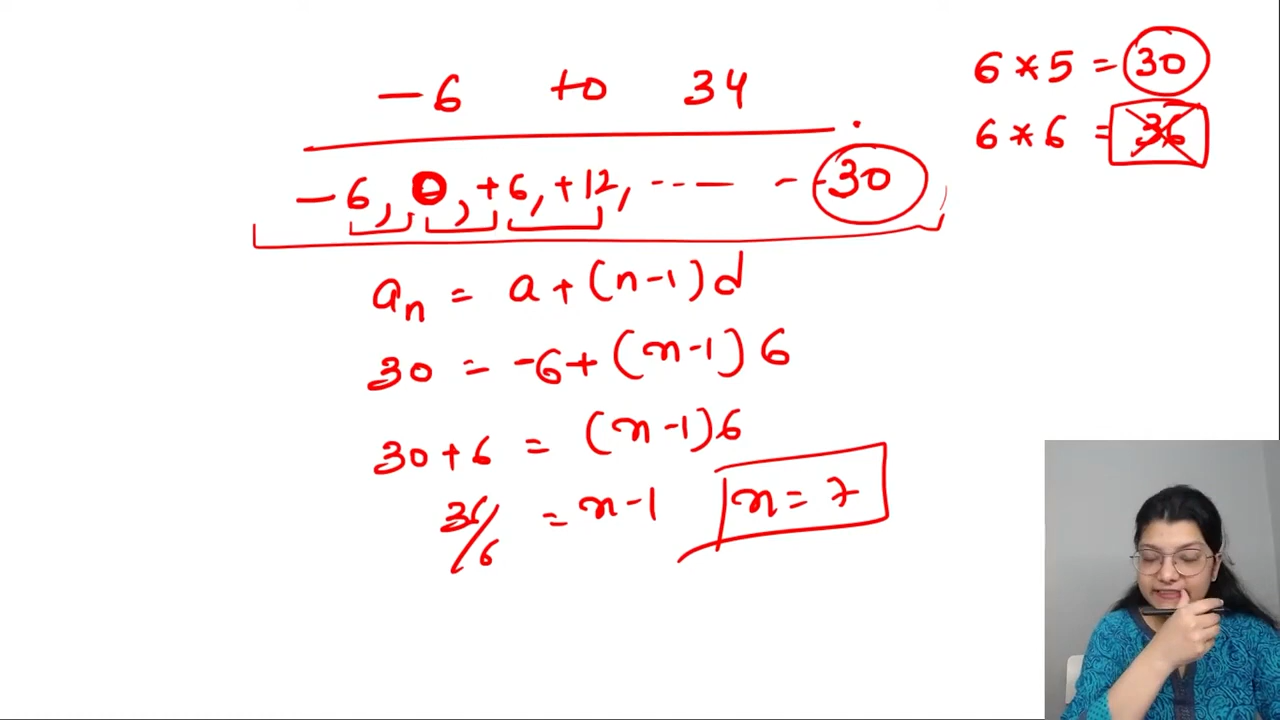 -6 to 34
6 * 5 = 30
6 * 6 = 36
-6, 0, +6, +12, ----- -30
an = a + (n-1)d
30 = -6 + (n-1) 6
30 + 6 = (n-1)6
36/6 = n-1
n = 7